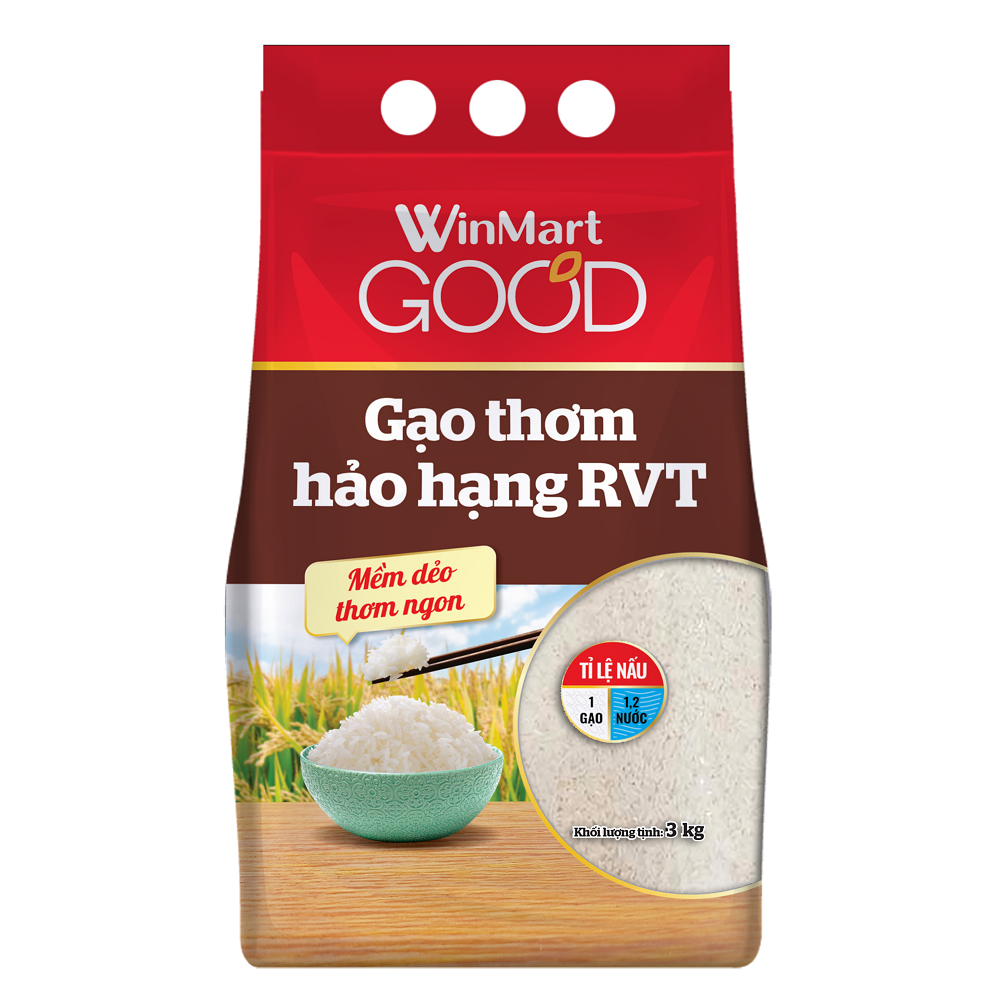 WinMart
GOOD
Gạo thơm
hảo hạng RVT
Mềm dẻo
thơm ngon
TỈ LỆ NẤU
1
GẠO
1,2
NƯỚC
Khối lượng tịnh: 3 kg